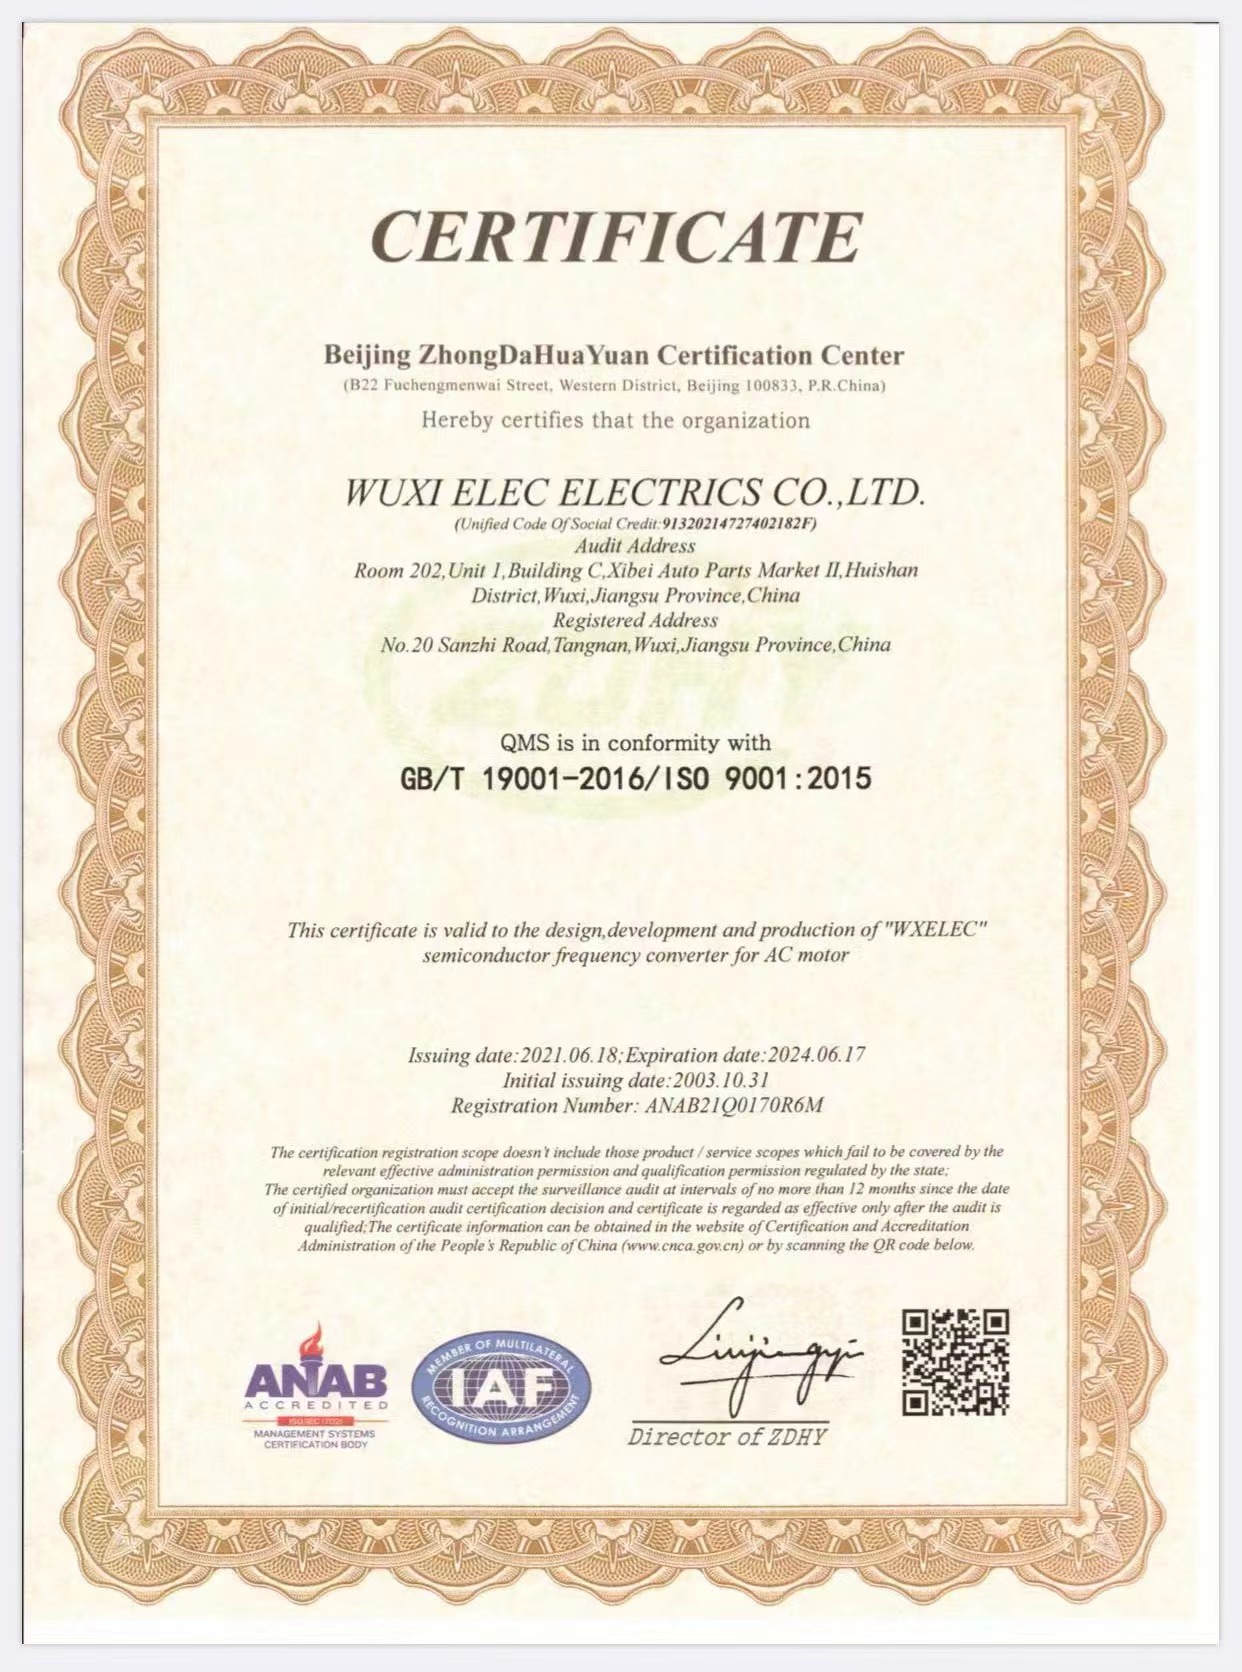 CERTIFICATE
Beijing ZhongDaHuaYuan Certification Center
(B22 Fuchengmenwai Street, Western District, Beijing 100833, P.R.China)
Hereby certifies that the organization
WUXI ELEC ELECTRICS CO.,LTD.
(Unified Code Of Social Credit:91320214727402182F)
Audit Address
Room 202,Unit 1,Building C,Xibei Auto Parts Market II,Huishan
District,Wuxi,Jiangsu Province,China
Registered Address
No.20 Sanzhi Road,Tangnan,Wuxi,Jiangsu Province,China
ZDHY
QMS is in conformity with
GB/T 19001-2016/ISO 9001:2015
This certificate is valid to the design,development and production of "WXELEC"
semiconductor frequency converter for AC motor
Issuing date:2021.06.18;Expiration date:2024.06.17
Initial issuing date:2003.10.31
Registration Number: ANAB21Q0170R6M
The certification registration scope doesn't include those product / service scopes which fail to be covered by the
relevant effective administration permission and qualification permission regulated by the state;
The certified organization must accept the surveillance audit at intervals of no more than 12 months since the date
of initial/recertification audit certification decision and certificate is regarded as effective only after the audit is
qualified;The certificate information can be obtained in the website of Certification and Accreditation
Administration of the People's Republic of China (www.cnca.gov.cn) or by scanning the QR code below.
ANAB
ACCREDITED
ISO/IEC 17021
MANAGEMENT SYSTEMS
CERTIFICATION BODY
MEMBER OF MULTILATERAL
IAF
RECOGNITION ARRANGEMENT
Director of ZDHY